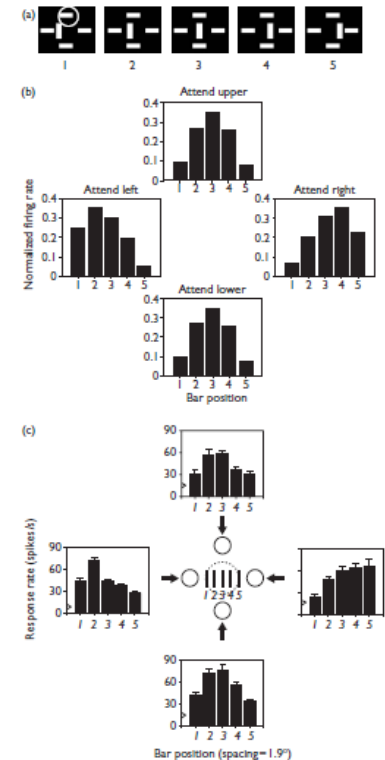 (a)
1 2 3 4 5
(b)
Attend upper
0.4
0.3
0.2
0.1
0
1 2 3 4 5
Normalized firing rate
Attend left
0.4
0.3
0.2
0.1
0
1 2 3 4 5
Attend right
0.4
0.3
0.2
0.1
0
1 2 3 4 5
Attend lower
0.4
0.3
0.2
0.1
0
1 2 3 4 5
Bar position
(c)
90
60
30
0
1 2 3 4 5
Response rate (spikes/s)
90
60
30
0
1 2 3 4 5
1 2 3 4 5
1 2 3 4 5
90
60
30
0
1 2 3 4 5
Bar position (spacing=1.9°)